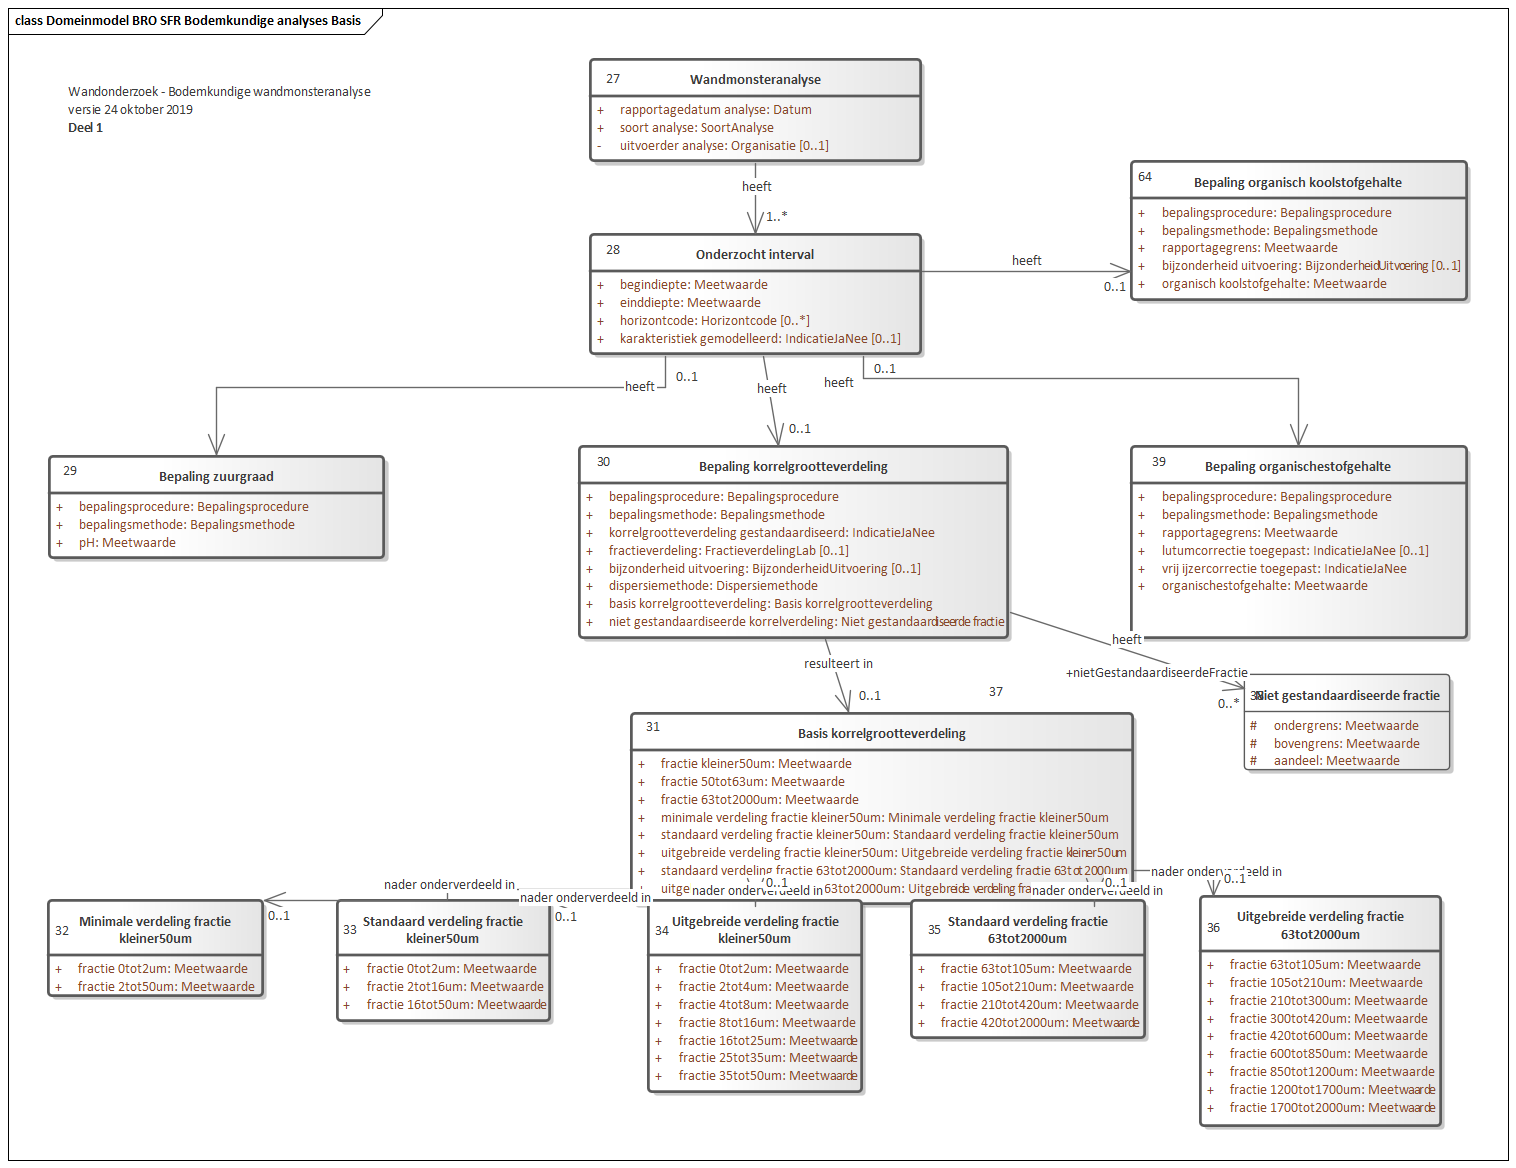 class Domeinmodel BRO SFR Bodemkundige analyses Basis
Wandonderzoek - Bodemkundige wandmonsteranalyse
versie 24 oktober 2019
Deel 1
27
Wandmonsteranalyse
+ rapportagedatum analyse: Datum
+ soort analyse: SoortAnalyse
- uitvoerder analyse: Organisatie [0..1]
heeft
1..*
28
Onderzocht interval
+ begindiepte: Meetwaarde
+ einddiepte: Meetwaarde
+ horizontcode: Horizontcode [0..*]
+ karakteristiek gemodelleerd: IndicatieJaNee [0..1]
heeft
0..1
64
Bepaling organisch koolstofgehalte
+ bepalingsprocedure: Bepalingsprocedure
+ bepalingsmethode: Bepalingsmethode
+ rapportagegrens: Meetwaarde
+ bijzonderheid uitvoering: BijzonderheidUitvoering [0..1]
+ organisch koolstofgehalte: Meetwaarde
heeft
0..1
heeft
0..1
heeft
0..1
29
Bepaling zuurgraad
+ bepalingsprocedure: Bepalingsprocedure
+ bepalingsmethode: Bepalingsmethode
+ pH: Meetwaarde
30
Bepaling korrelgrootteverdeling
+ bepalingsprocedure: Bepalingsprocedure
+ bepalingsmethode: Bepalingsmethode
+ korrelgrootteverdeling gestandaardiseerd: IndicatieJaNee
+ fractieverdeling: FractieverdelingLab [0..1]
+ bijzonderheid uitvoering: BijzonderheidUitvoering [0..1]
+ dispersiemethode: Dispersiemethode
+ basis korrelgrootteverdeling: Basis korrelgrootteverdeling
+ niet gestandaardiseerde korrelverdeling: Niet gestandaardiseerde fractie
39
Bepaling organischestofgehalte
+ bepalingsprocedure: Bepalingsprocedure
+ bepalingsmethode: Bepalingsmethode
+ rapportagegrens: Meetwaarde
+ lutumcorrectie toegepast: IndicatieJaNee [0..1]
+ vrij ijzercorrectie toegepast: IndicatieJaNee
+ organischestofgehalte: Meetwaarde
heeft
+nietGestandaardiseerdeFractie
0..*
resulteert in
0..1
37
Niet gestandaardiseerde fractie
# ondergrens: Meetwaarde
# bovengrens: Meetwaarde
# aandeel: Meetwaarde
31
Basis korrelgrootteverdeling
+ fractie kleiner50um: Meetwaarde
+ fractie 50tot63um: Meetwaarde
+ fractie 63tot2000um: Meetwaarde
+ minimale verdeling fractie kleiner50um: Minimale verdeling fractie kleiner50um
+ standaard verdeling fractie kleiner50um: Standaard verdeling fractie kleiner50um
+ uitgebreide verdeling fractie kleiner50um: Uitgebreide verdeling fractie kleiner50um
+ standaard verdeling fractie 63tot2000um: Standaard verdeling fractie 63tot2000um
+ uitge 63tot2000um: Uitgebreide verdeling fra
nader onderverdeeld in
0..1
nader onderverdeeld in
0..1
nader onderverdeeld in
0..1
nader onderverdeeld in
0..1
nader onderverdeeld in
0..1
32
Minimale verdeling fractie
kleiner50um
+ fractie 0tot2um: Meetwaarde
+ fractie 2tot50um: Meetwaarde
33
Standaard verdeling fractie
kleiner50um
+ fractie 0tot2um: Meetwaarde
+ fractie 2tot16um: Meetwaarde
+ fractie 16tot50um: Meetwaarde
34
Uitgebreide verdeling fractie
kleiner50um
+ fractie 0tot2um: Meetwaarde
+ fractie 2tot4um: Meetwaarde
+ fractie 4tot8um: Meetwaarde
+ fractie 8tot16um: Meetwaarde
+ fractie 16tot25um: Meetwaarde
+ fractie 25tot35um: Meetwaarde
+ fractie 35tot50um: Meetwaarde
35
Standaard verdeling fractie
63tot2000um
+ fractie 63tot105um: Meetwaarde
+ fractie 105ot210um: Meetwaarde
+ fractie 210tot420um: Meetwaarde
+ fractie 420tot2000um: Meetwaarde
36
Uitgebreide verdeling fractie
63tot2000um
+ fractie 63tot105um: Meetwaarde
+ fractie 105ot210um: Meetwaarde
+ fractie 210tot300um: Meetwaarde
+ fractie 300tot420um: Meetwaarde
+ fractie 420tot600um: Meetwaarde
+ fractie 600tot850um: Meetwaarde
+ fractie 850tot1200um: Meetwaarde
+ fractie 1200tot1700um: Meetwaarde
+ fractie 1700tot2000um: Meetwaarde